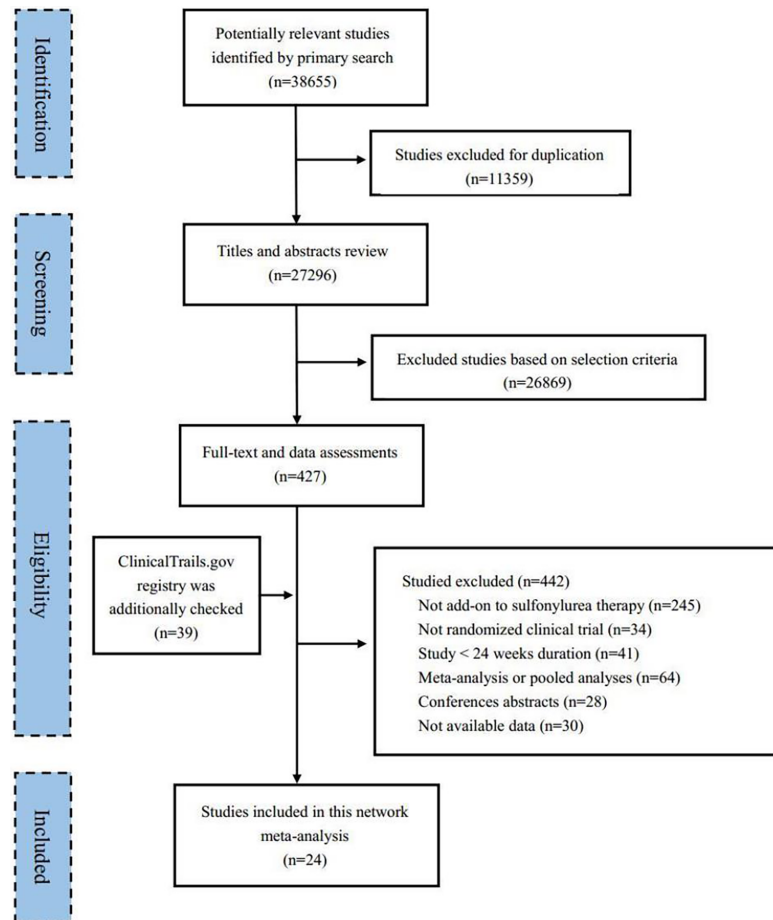 Identification
Potentially relevant studies
identified by primary search
(n=38655)
Studies excluded for duplication
(n=11359)
Screening
Titles and abstracts review
(n=27296)
Excluded studies based on selection criteria
(n=26869)
Eligibility
Full-text and data assessments
(n=427)
ClinicalTrails.gov
registry was
additionally checked
(n=39)
Studied excluded (n=442)
Not add-on to sulfonylurea therapy (n=245)
Not randomized clinical trial (n=34)
Study < 24 weeks duration (n=41)
Meta-analysis or pooled analyses (n=64)
Conferences abstracts (n=28)
Not available data (n=30)
Included
Studies included in this network
meta-analysis
(n=24)